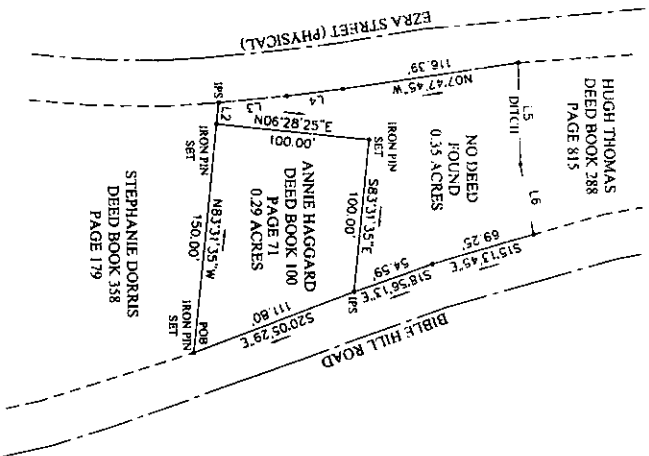 EZRA STREET (PHYSICAL)
HUGH THOMAS
DEED BOOK 288
PAGE 815
116.39'
N07°47'45"W
L5
DITCH
L6
L4
L3
L2
IPS
N06°28'25"E
100.00'
IRON PIN
SET
IRON PIN
SET
NO DEED
FOUND
0.35 ACRES
69.25'
S15°13'45"E
54.59'
S18°56'13"E
S83°31'35"E
100.00'
IPS
ANNIE HAGGARD
DEED BOOK 100
PAGE 71
0.29 ACRES
N83°31'35"W
150.00'
111.80'
S20°05'29"E
POB
IRON PIN
SET
STEPHANIE DORRIS
DEED BOOK 358
PAGE 179
BIBLE HILL ROAD